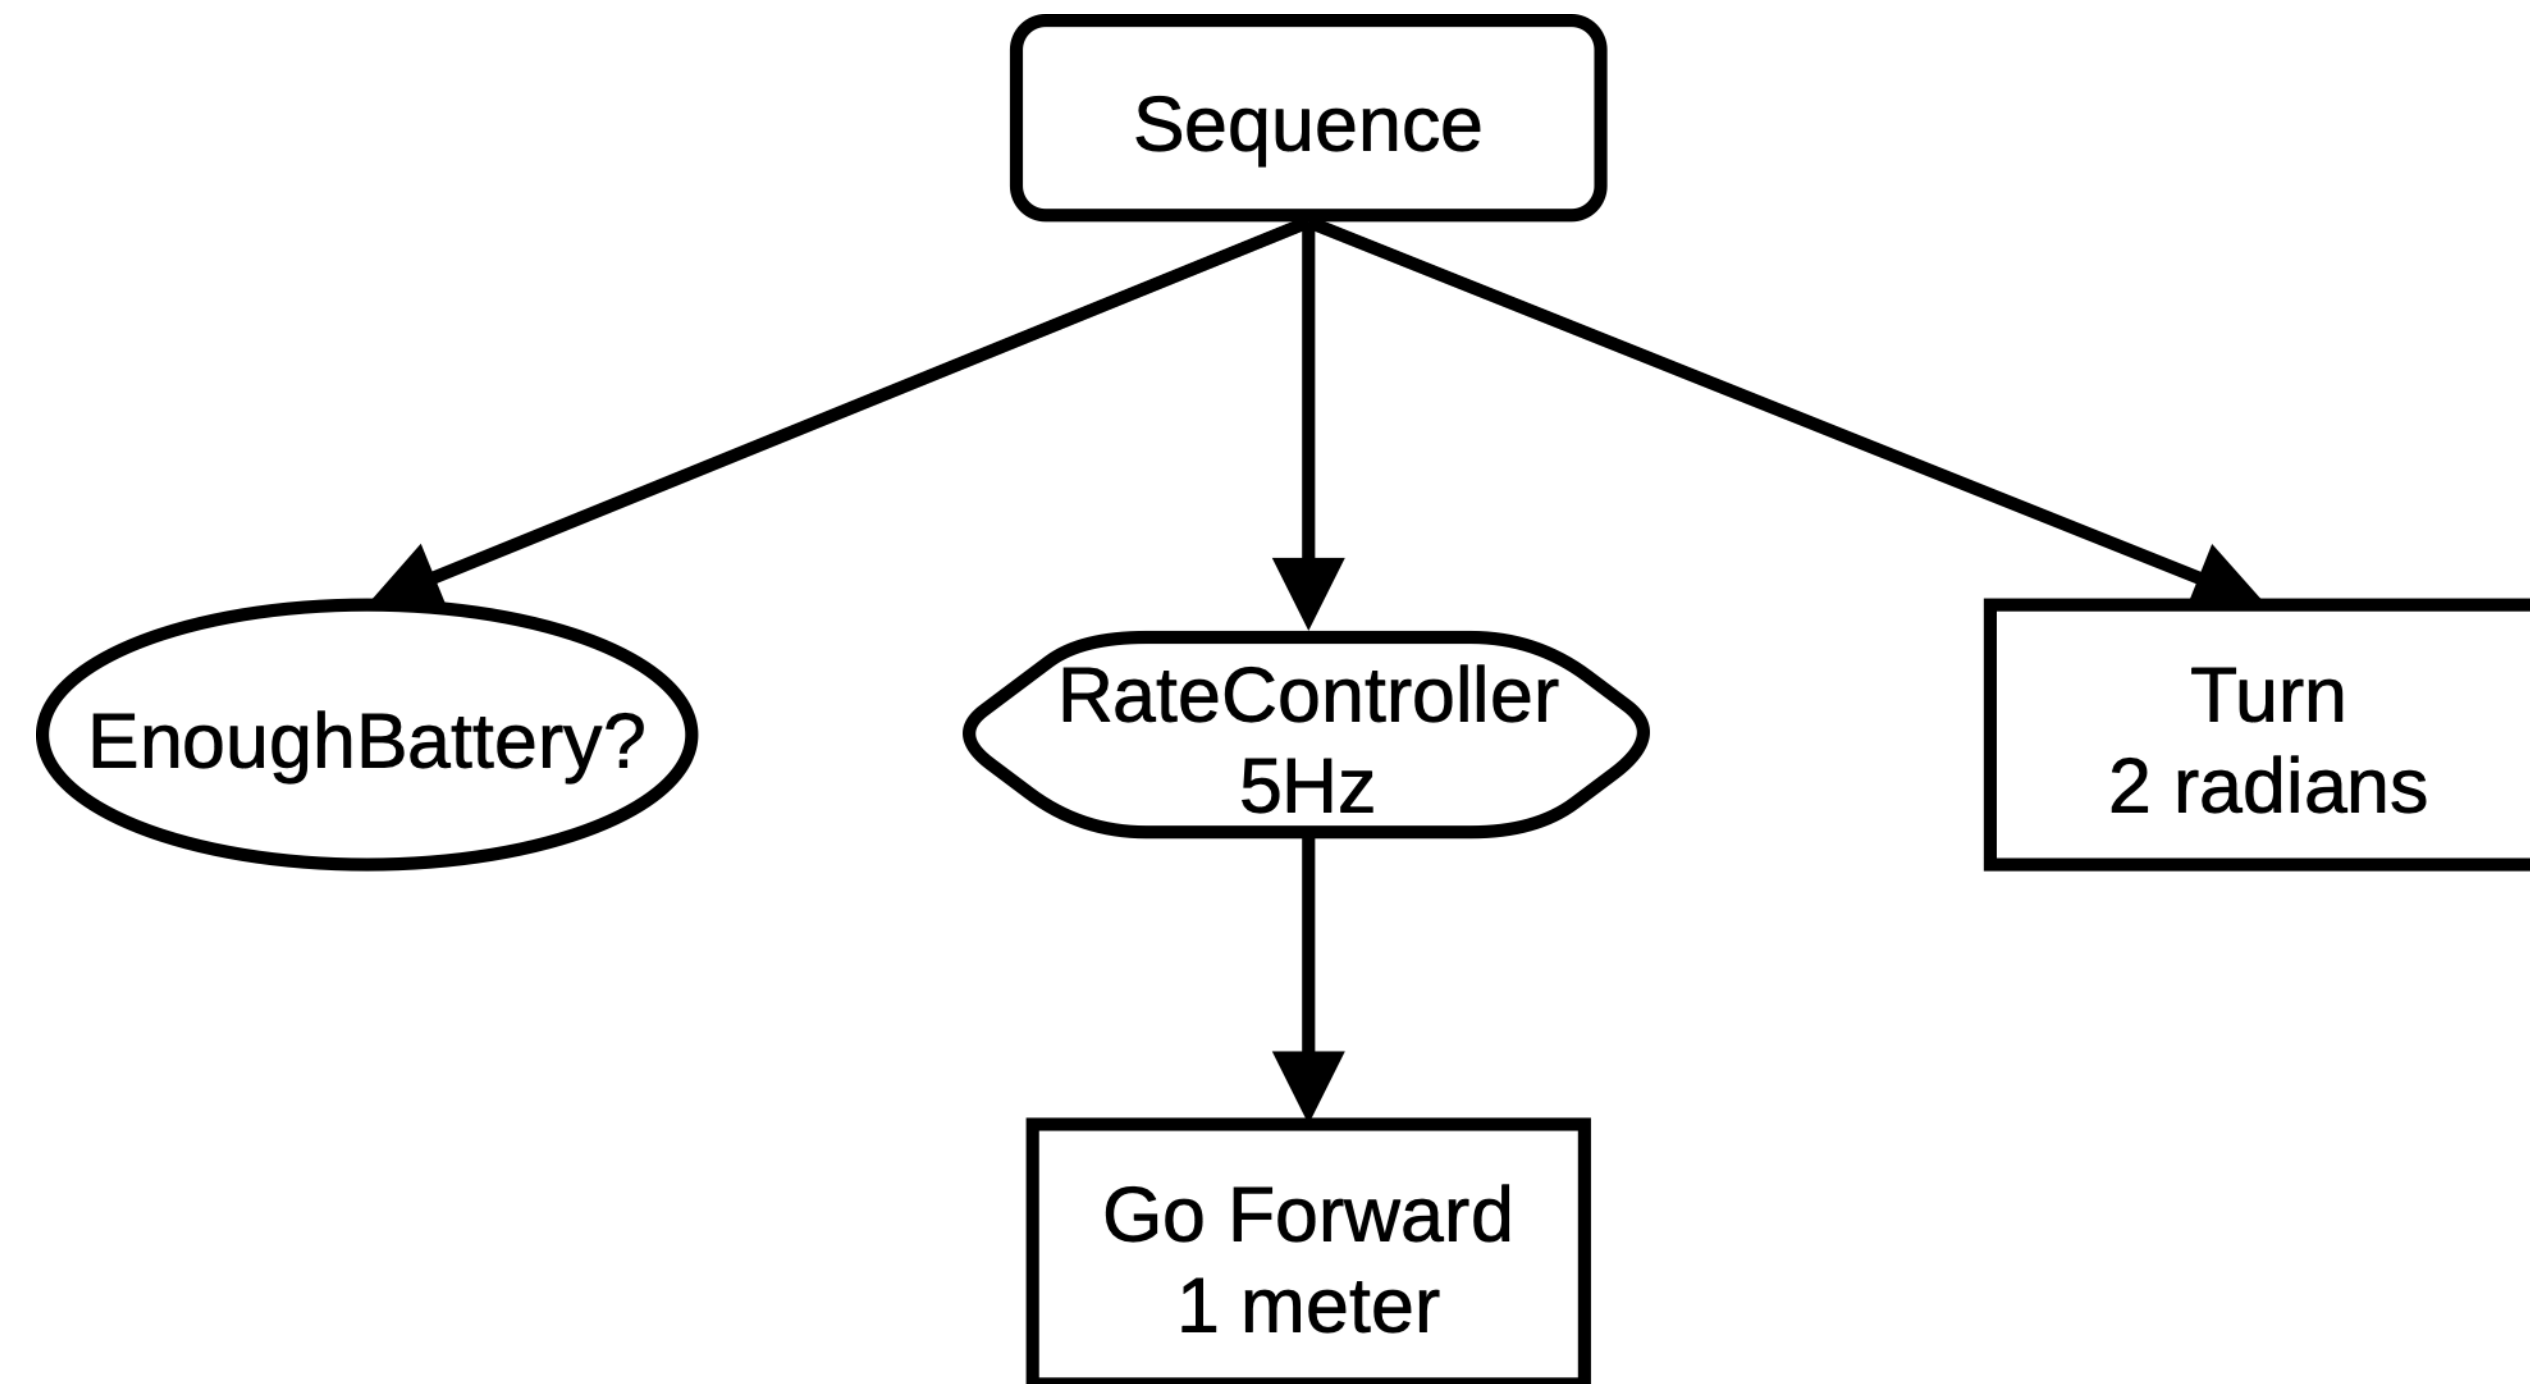 Sequence
EnoughBattery?
RateController
5Hz
Turn
2 radians
Go Forward
1 meter